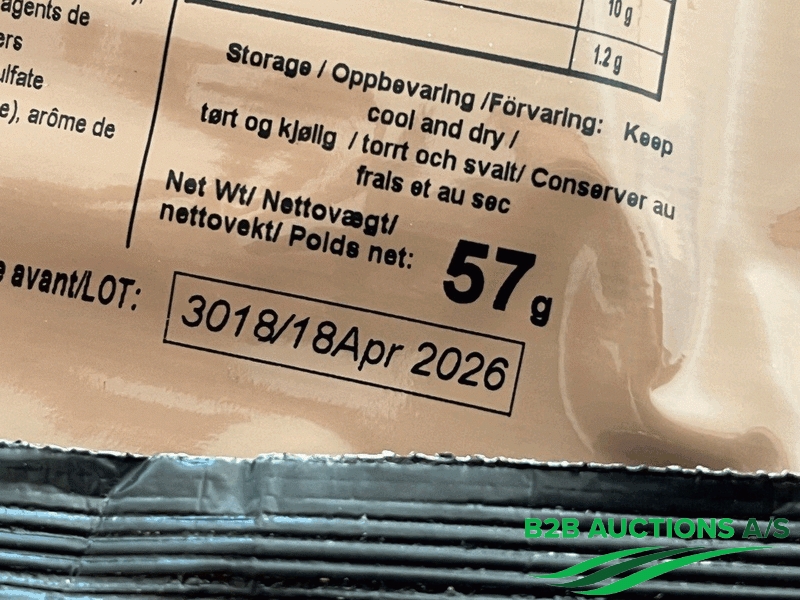 agents de
ers
ulfate
e), arôme de
10 g
1.2 g
Storage / Oppbevaring /Förvaring: Keep
cool and dry /
tørt og kjølig / torrt och svalt/ Conserver au
frais et au sec
Net Wt/ Nettovægt/
nettovekt/ Poids net: 57g
e avant/LOT: 3018/18Apr 2026
B2B AUCTIONS A/S